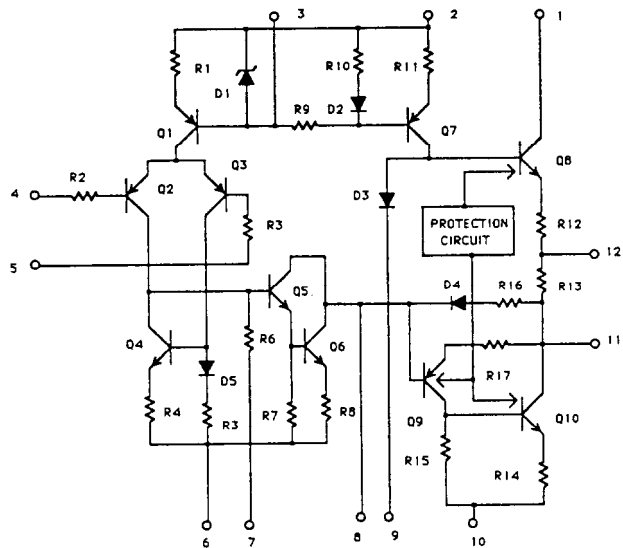 3 2 1
R1 D1 R10 R11
D2
R9
Q1 Q7
Q8
4 R2 Q2 Q3
D3
R3
PROTECTION
CIRCUIT
R12
12
5
R13
Q5
D4 R16
Q4 R6 Q6
11
D5
R17
R4 R3 R7 R8
Q9 Q10
R15 R14
6 7 8 9 10